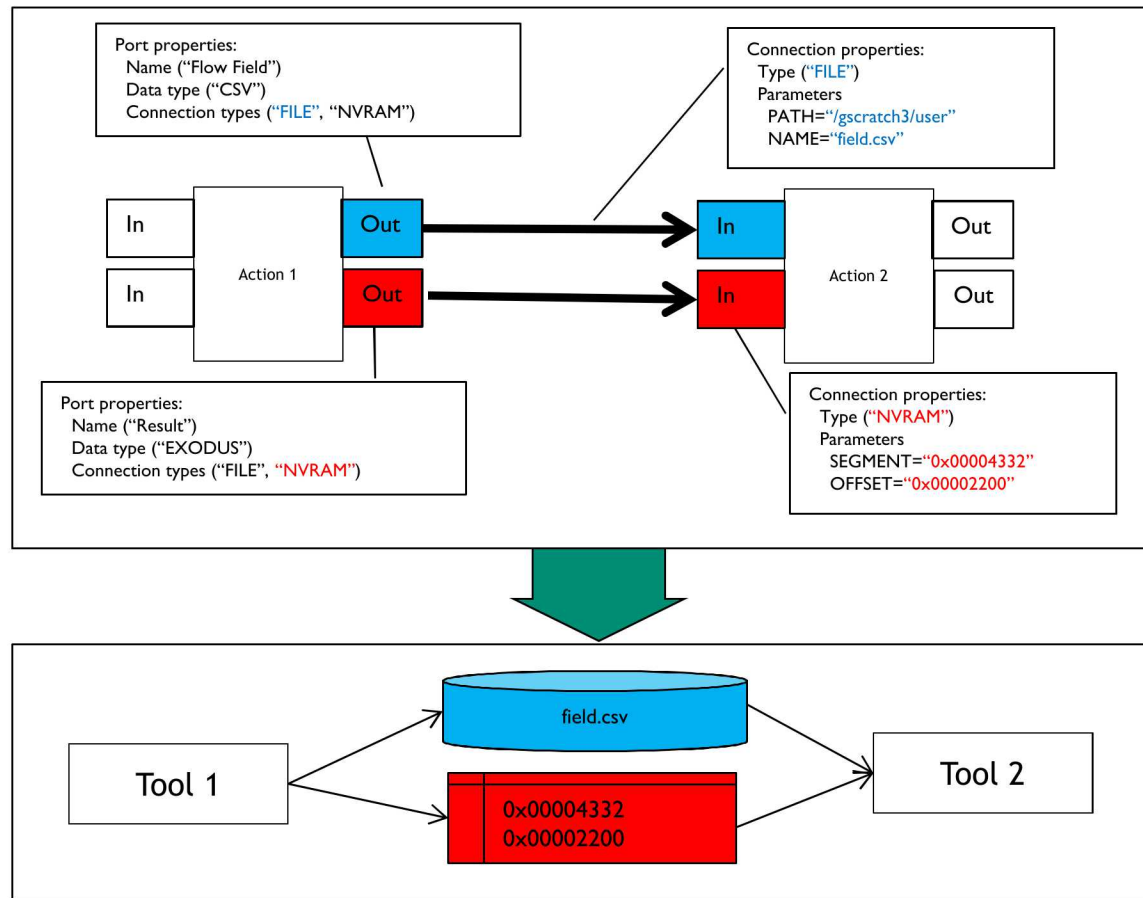 Port properties:
Name (“Flow Field”)
Data type (“CSV”)
Connection types (“FILE”, “NVRAM”)
Connection properties:
Type (“FILE”)
Parameters
PATH=“/gscratch3/user”
NAME=“field.csv”
In
Out
In
Out
Action 1
Action 2
In
Out
In
Out
Port properties:
Name (“Result”)
Data type (“EXODUS”)
Connection types (“FILE”, “NVRAM”)
Connection properties:
Type (“NVRAM”)
Parameters
SEGMENT=“0x00004332”
OFFSET=“0x00002200”
field.csv
Tool 1
Tool 2
0x00004332
0x00002200